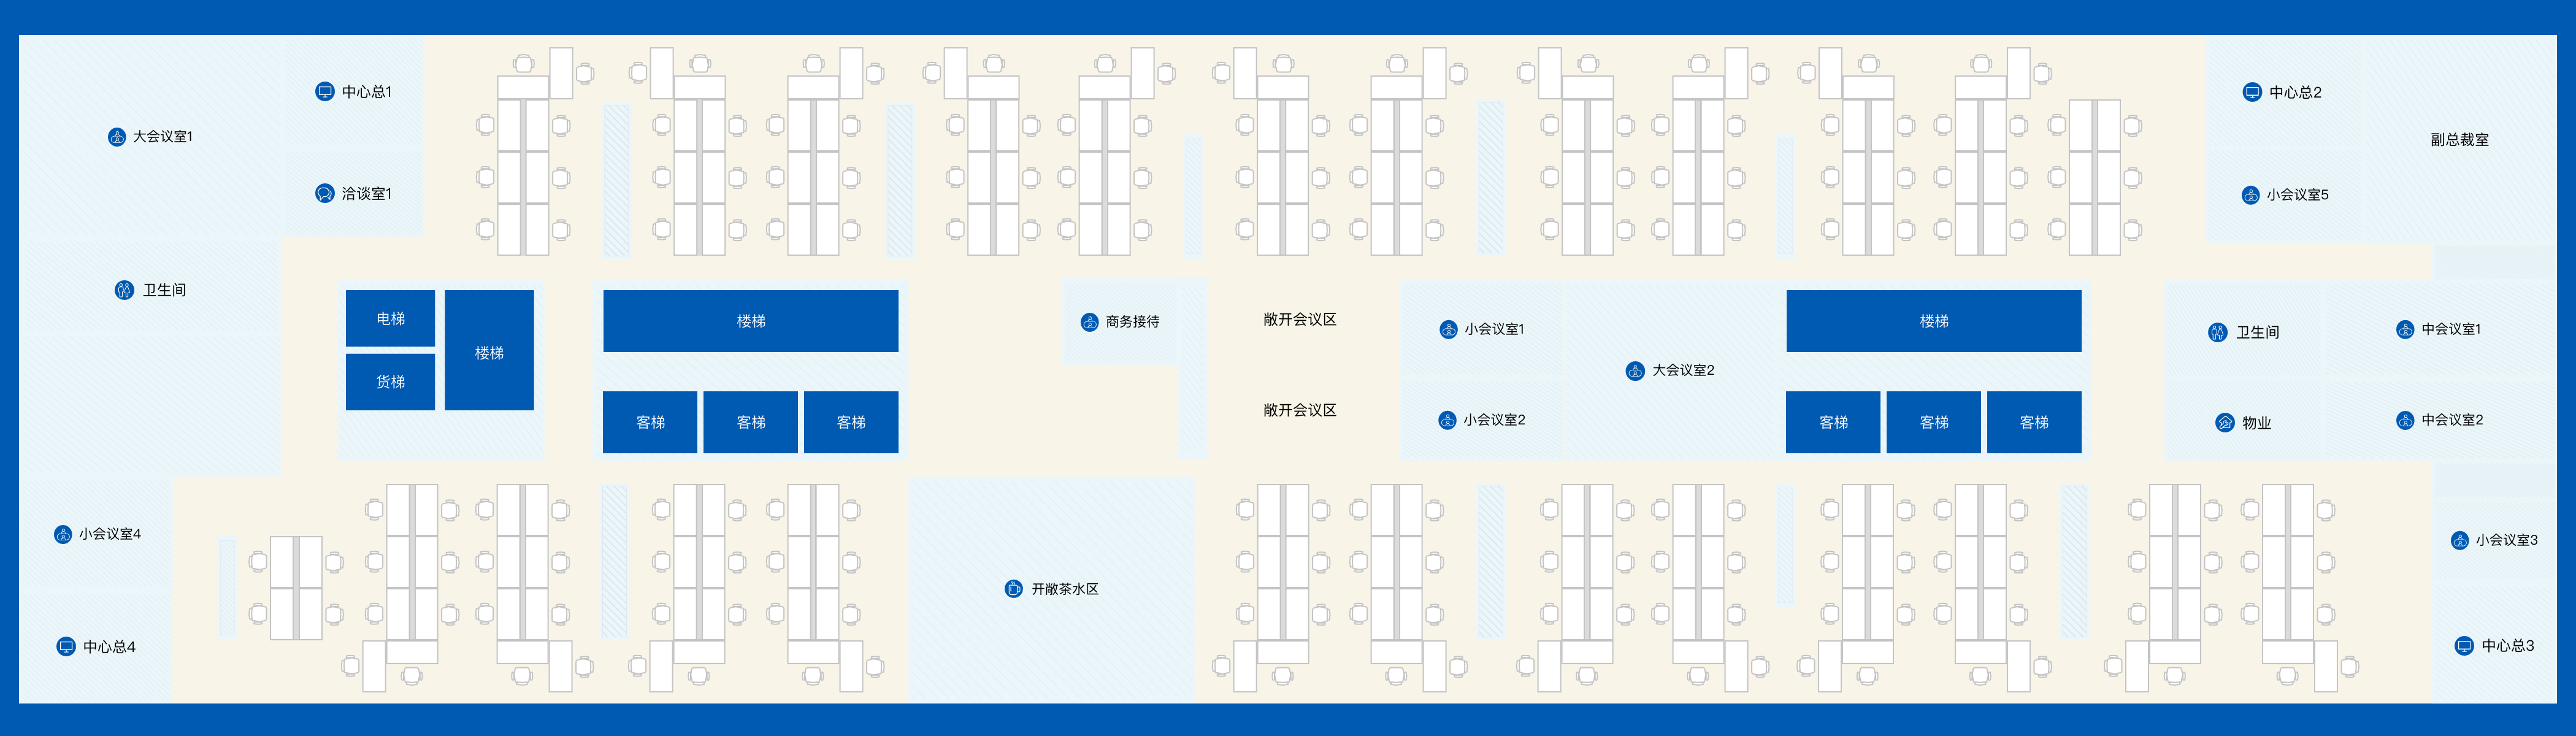 中心总1
大会议室1
洽谈室1
中心总2
副总裁室
小会议室5
卫生间
电梯
楼梯
货梯
楼梯
客梯
客梯
客梯
商务接待
敞开会议区
敞开会议区
小会议室1
小会议室2
大会议室2
楼梯
客梯
客梯
客梯
卫生间
物业
中会议室1
中会议室2
小会议室4
中心总4
开敞茶水区
小会议室3
中心总3